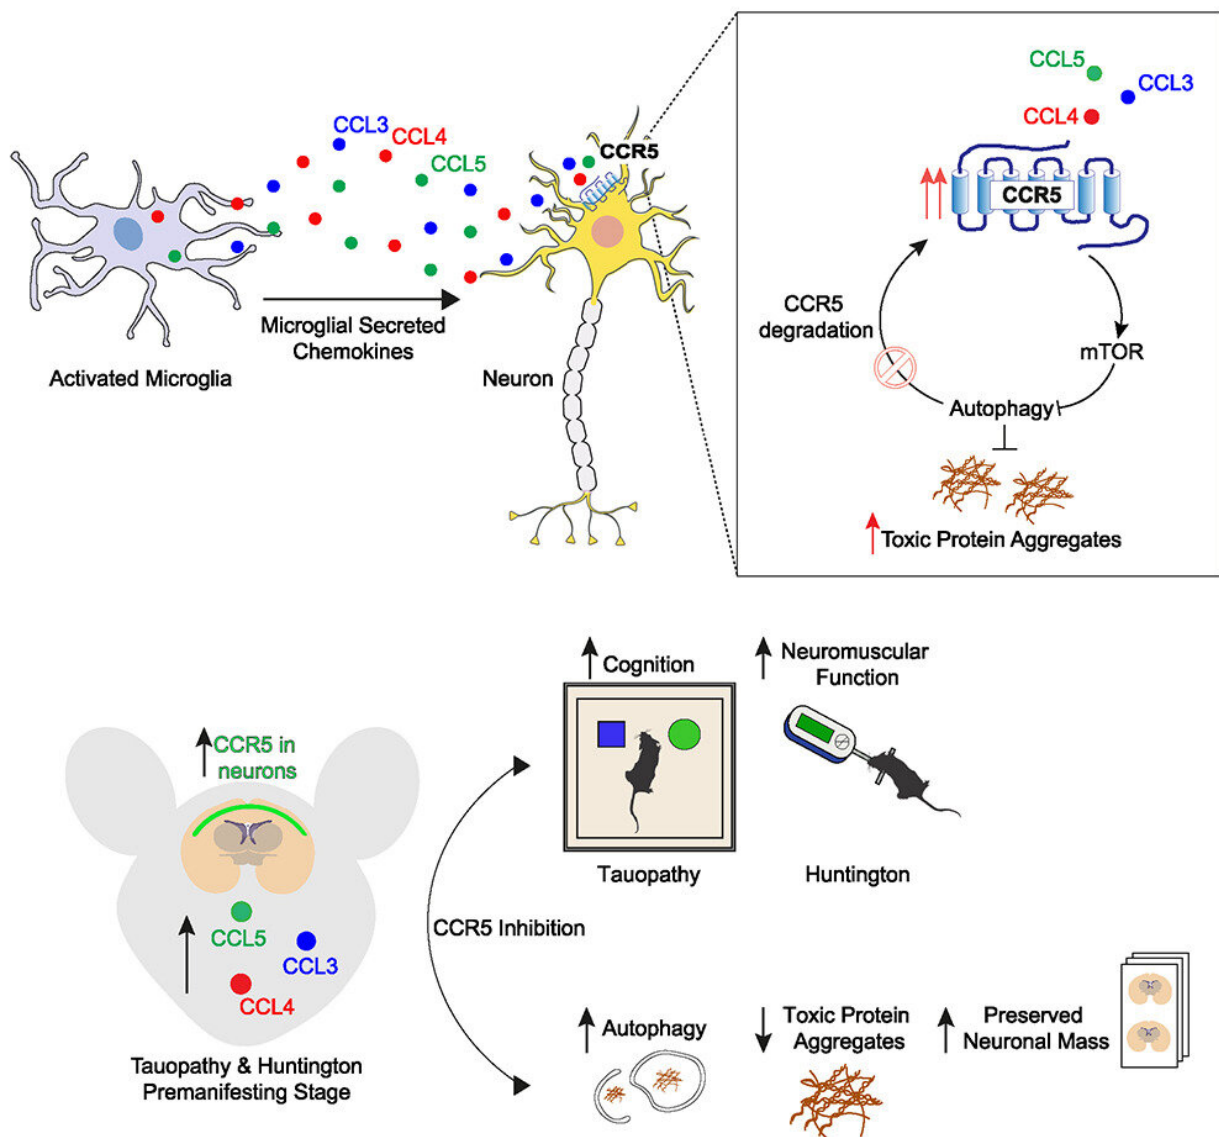 CCL3
CCL4
CCL5
CCR5
Microglial Secreted
Chemokines
Activated Microglia
Neuron
CCL5
CCL3
CCL4
CCR5
CCR5
degradation
mTOR
Autophagy
Toxic Protein Aggregates
CCR5 in
neurons
CCL5
CCL3
CCL4
Tauopathy & Huntington
Premanifesting Stage
CCR5 Inhibition
Cognition
Neuromuscular
Function
Tauopathy
Huntington
Autophagy
Toxic Protein
Aggregates
Preserved
Neuronal Mass